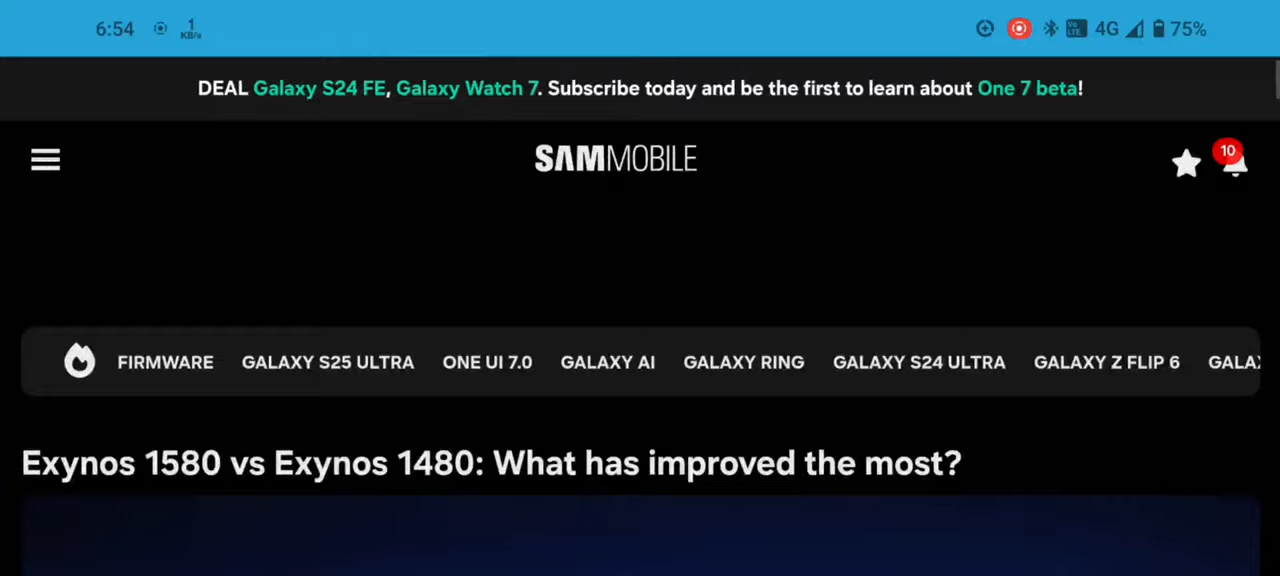 6:54 1 KB/s Vo LTE 4G 75%
DEAL Galaxy S24 FE, Galaxy Watch 7. Subscribe today and be the first to learn about One 7 beta!
SAMMOBILE 10
FIRMWARE GALAXY S25 ULTRA ONE UI 7.0 GALAXY AI GALAXY RING GALAXY S24 ULTRA GALAXY Z FLIP 6
Exynos 1580 vs Exynos 1480: What has improved the most?